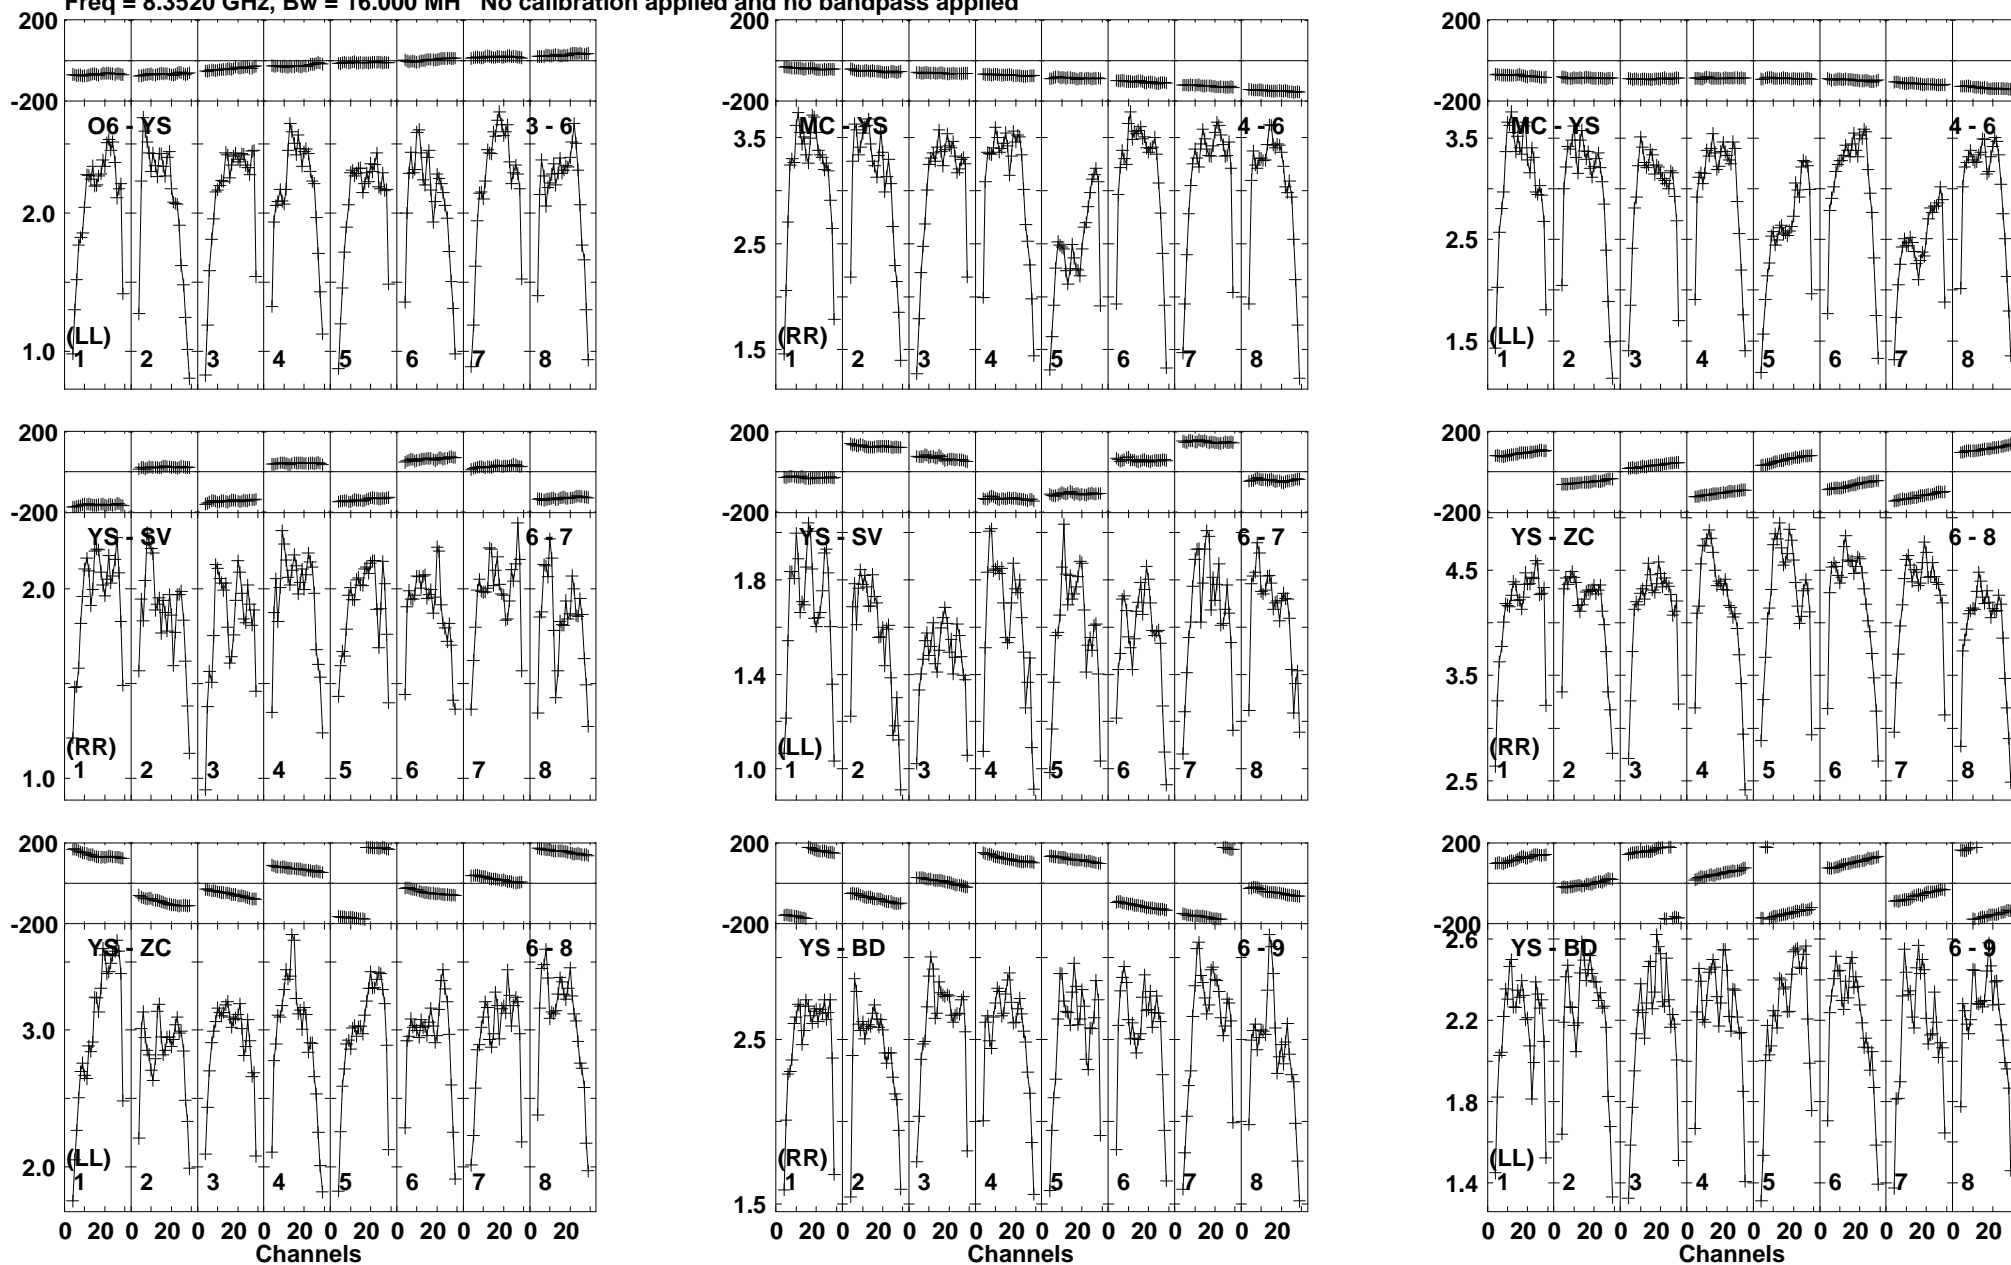 Freq = 8.3520 GHz, Bw = 16.000 MH No calibration applied and no bandpass applied
200 200 200
-200 -200 -200
O6 - YS 3 - 6 MC - YS 4 - 6 MC - YS 4 - 6
3.5 3.5
2.0
2.5 2.5
(LL) (RR) (LL)
1.0 1.5 1.5
1 2 3 4 5 6 7 8 1 2 3 4 5 6 7 8 1 2 3 4 5 6 7 8
200 200 200
-200 -200 -200
YS - SV 6 - 7 YS - SV 6 - 7 YS - ZC 6 - 8
2.0 1.8 4.5
1.4 3.5
(RR) (LL) (RR)
1.0 1.0 2.5
1 2 3 4 5 6 7 8 1 2 3 4 5 6 7 8 1 2 3 4 5 6 7 8
200 200 200
-200 -200 -200
YS - ZC 6 - 8 YS - BD 6 - 9 YS - BD 6 - 9
2.6
3.0 2.5 2.2
1.8
(LL) (RR) (LL)
2.0 1.5 1.4
1 2 3 4 5 6 7 8 1 2 3 4 5 6 7 8 1 2 3 4 5 6 7 8
0 20 0 20 0 20 0 20 0 20 0 20 0 20 0 20 0 20 0 20 0 20 0 20 0 20 0 20 0 20 0 20 0 20 0 20 0 20 0 20 0 20 0 20 0 20 0 20
Channels Channels Channels